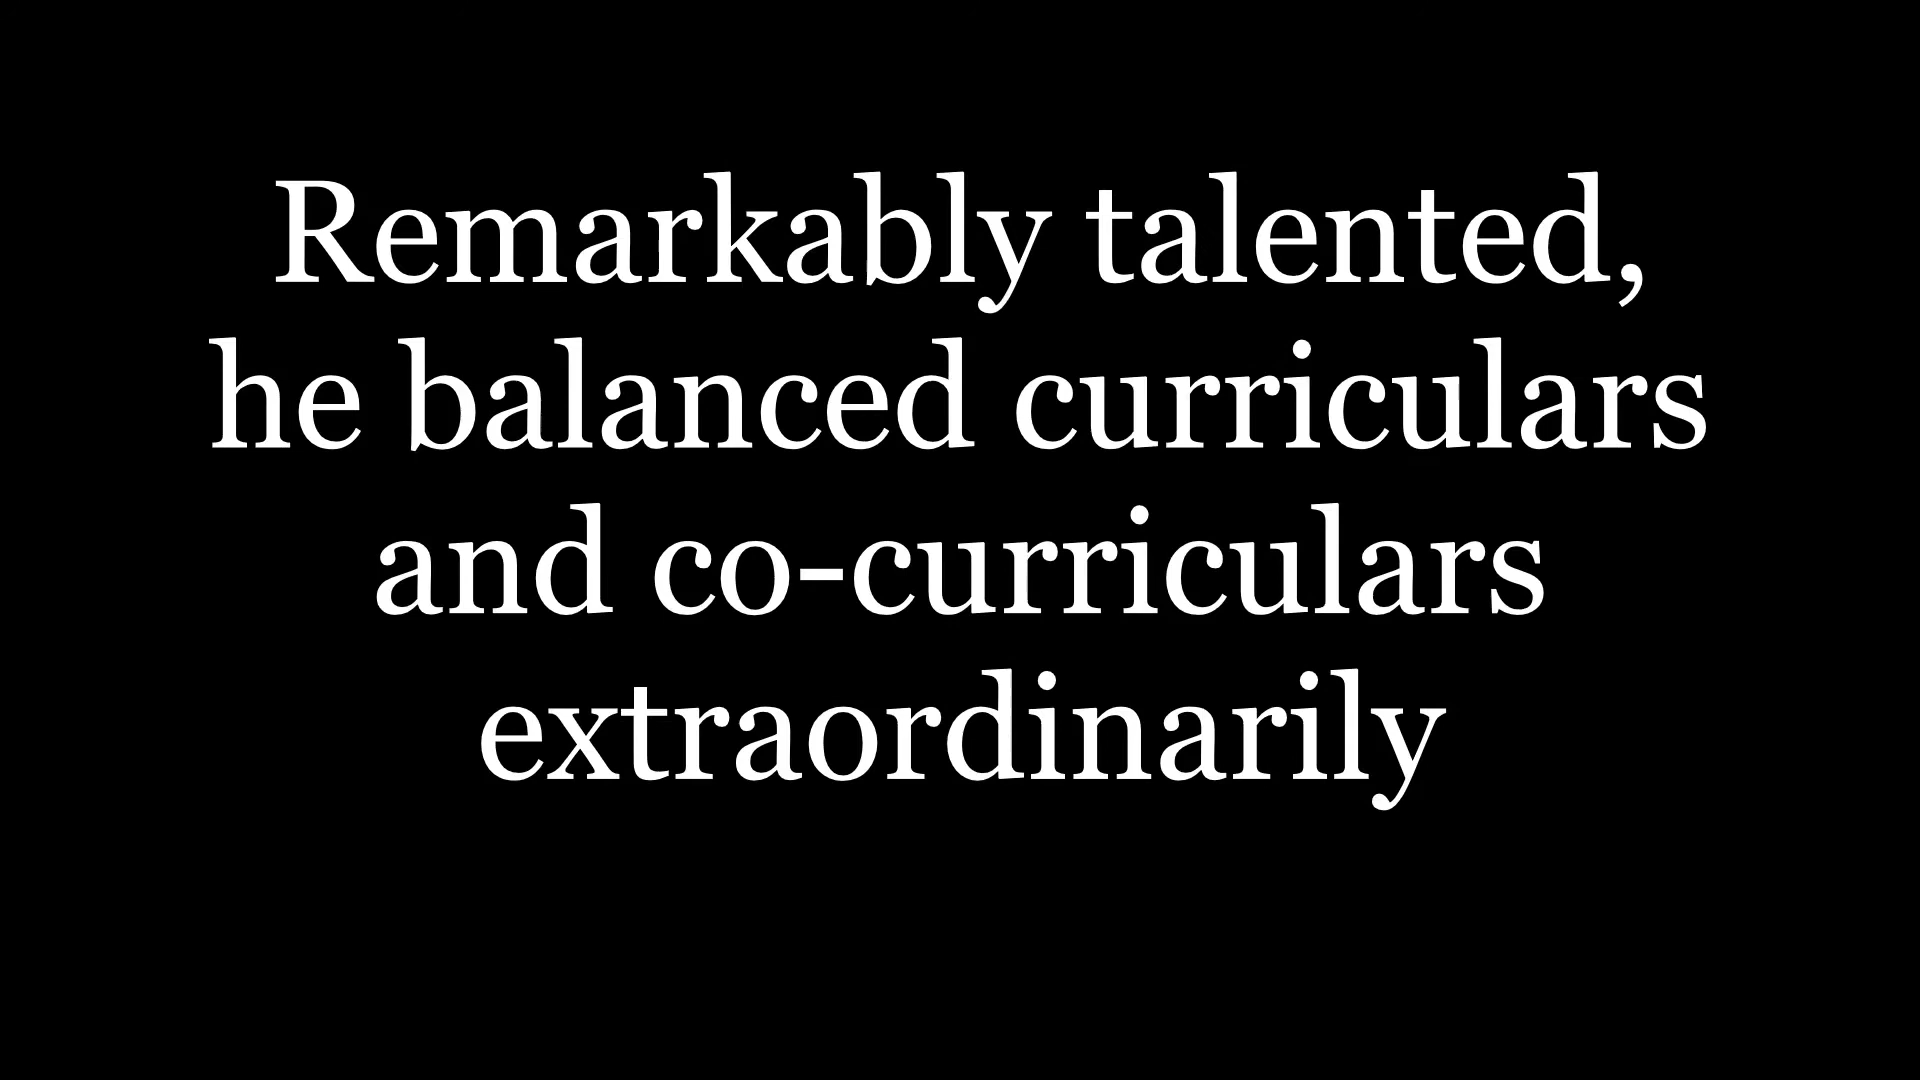 Remarkably talented,
he balanced curriculars
and co-curriculars
extraordinarily